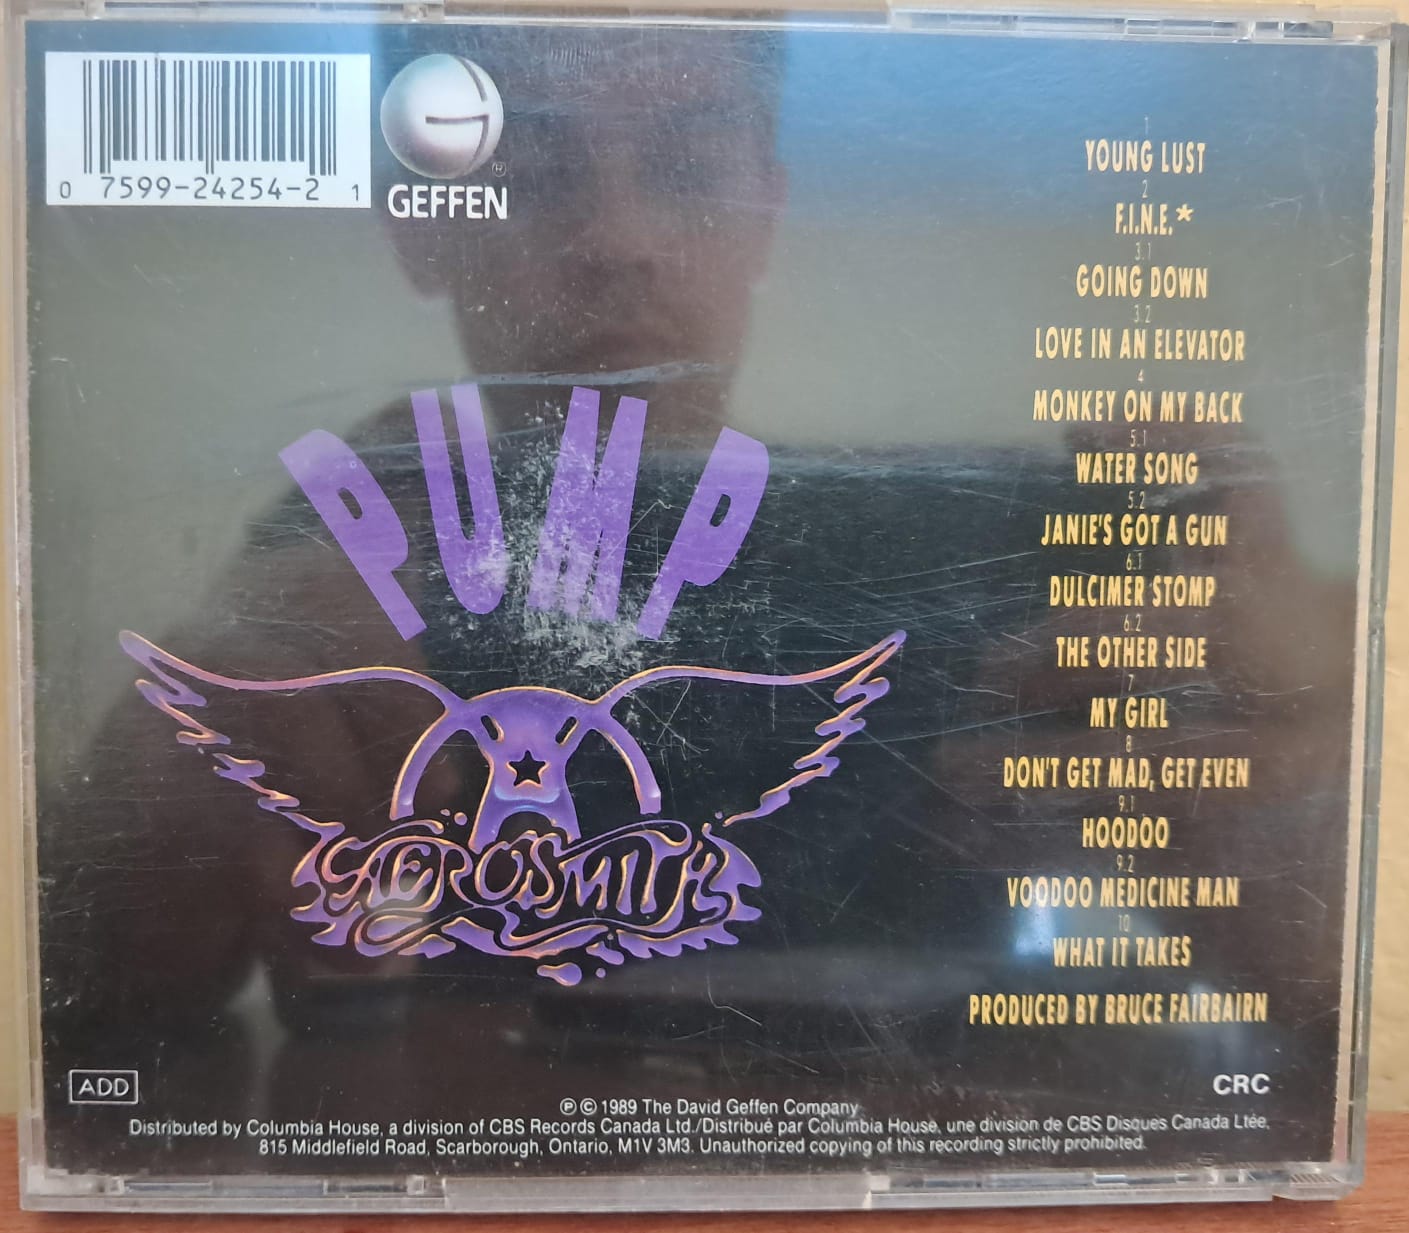 0 7599-24254-2 1
GEFFEN
®
PUMP
AEROSMITH
1
YOUNG LUST
2
F.I.N.E.*
3.1
GOING DOWN
3.2
LOVE IN AN ELEVATOR
4
MONKEY ON MY BACK
5.1
WATER SONG
5.2
JANIE'S GOT A GUN
6.1
DULCIMER STOMP
6.2
THE OTHER SIDE
7
MY GIRL
8
DON'T GET MAD, GET EVEN
9.1
HOODOO
9.2
VOODOO MEDICINE MAN
10
WHAT IT TAKES
PRODUCED BY BRUCE FAIRBAIRN
ADD
CRC
℗ © 1989 The David Geffen Company
Distributed by Columbia House, a division of CBS Records Canada Ltd./Distribué par Columbia House, une division de CBS Disques Canada Ltée,
815 Middlefield Road, Scarborough, Ontario, M1V 3M3. Unauthorized copying of this recording strictly prohibited.